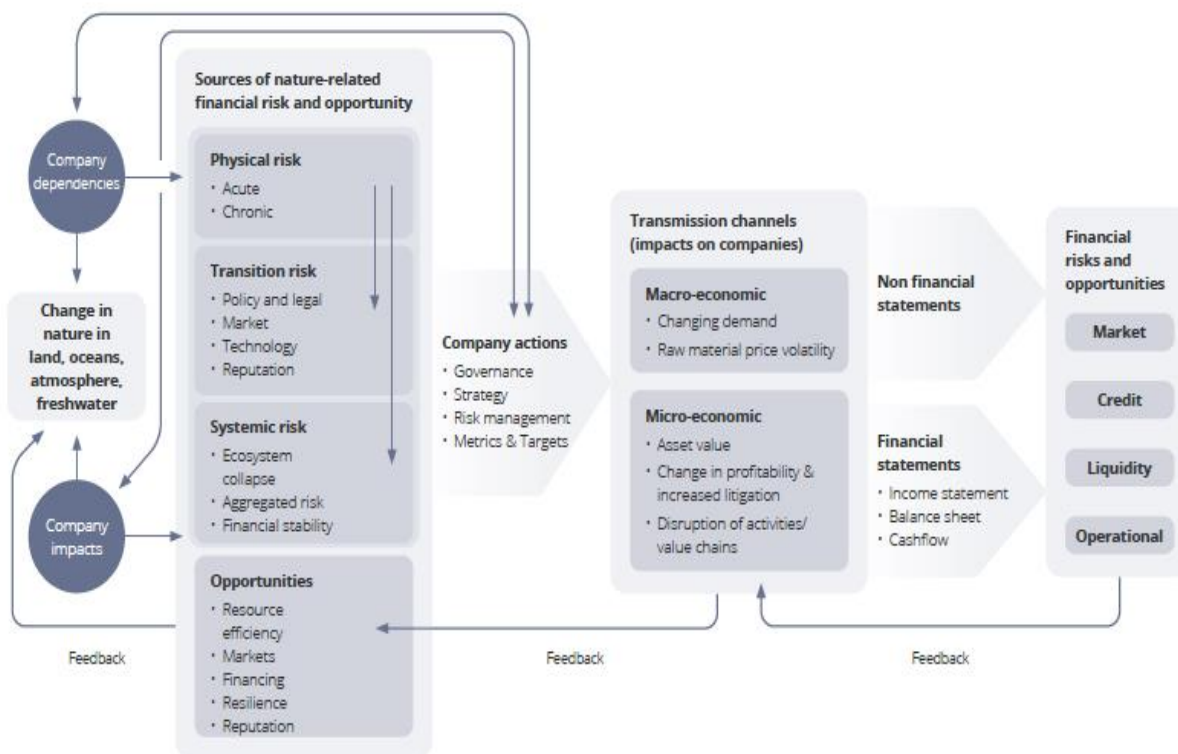 Company
dependencies
Change in
nature in
land, oceans,
atmosphere,
freshwater
Company
impacts
Sources of nature-related
financial risk and opportunity
Physical risk
• Acute
• Chronic
Transition risk
• Policy and legal
• Market
• Technology
• Reputation
Systemic risk
• Ecosystem
collapse
• Aggregated risk
• Financial stability
Opportunities
• Resource
efficiency
• Markets
• Financing
• Resilience
• Reputation
Company actions
• Governance
• Strategy
• Risk management
• Metrics & Targets
Transmission channels
(impacts on companies)
Macro-economic
• Changing demand
• Raw material price volatility
Micro-economic
• Asset value
• Change in profitability &
increased litigation
• Disruption of activities/
value chains
Non financial
statements
Financial
statements
• Income statement
• Balance sheet
• Cashflow
Financial
risks and
opportunities
Market
Credit
Liquidity
Operational
Feedback
Feedback
Feedback